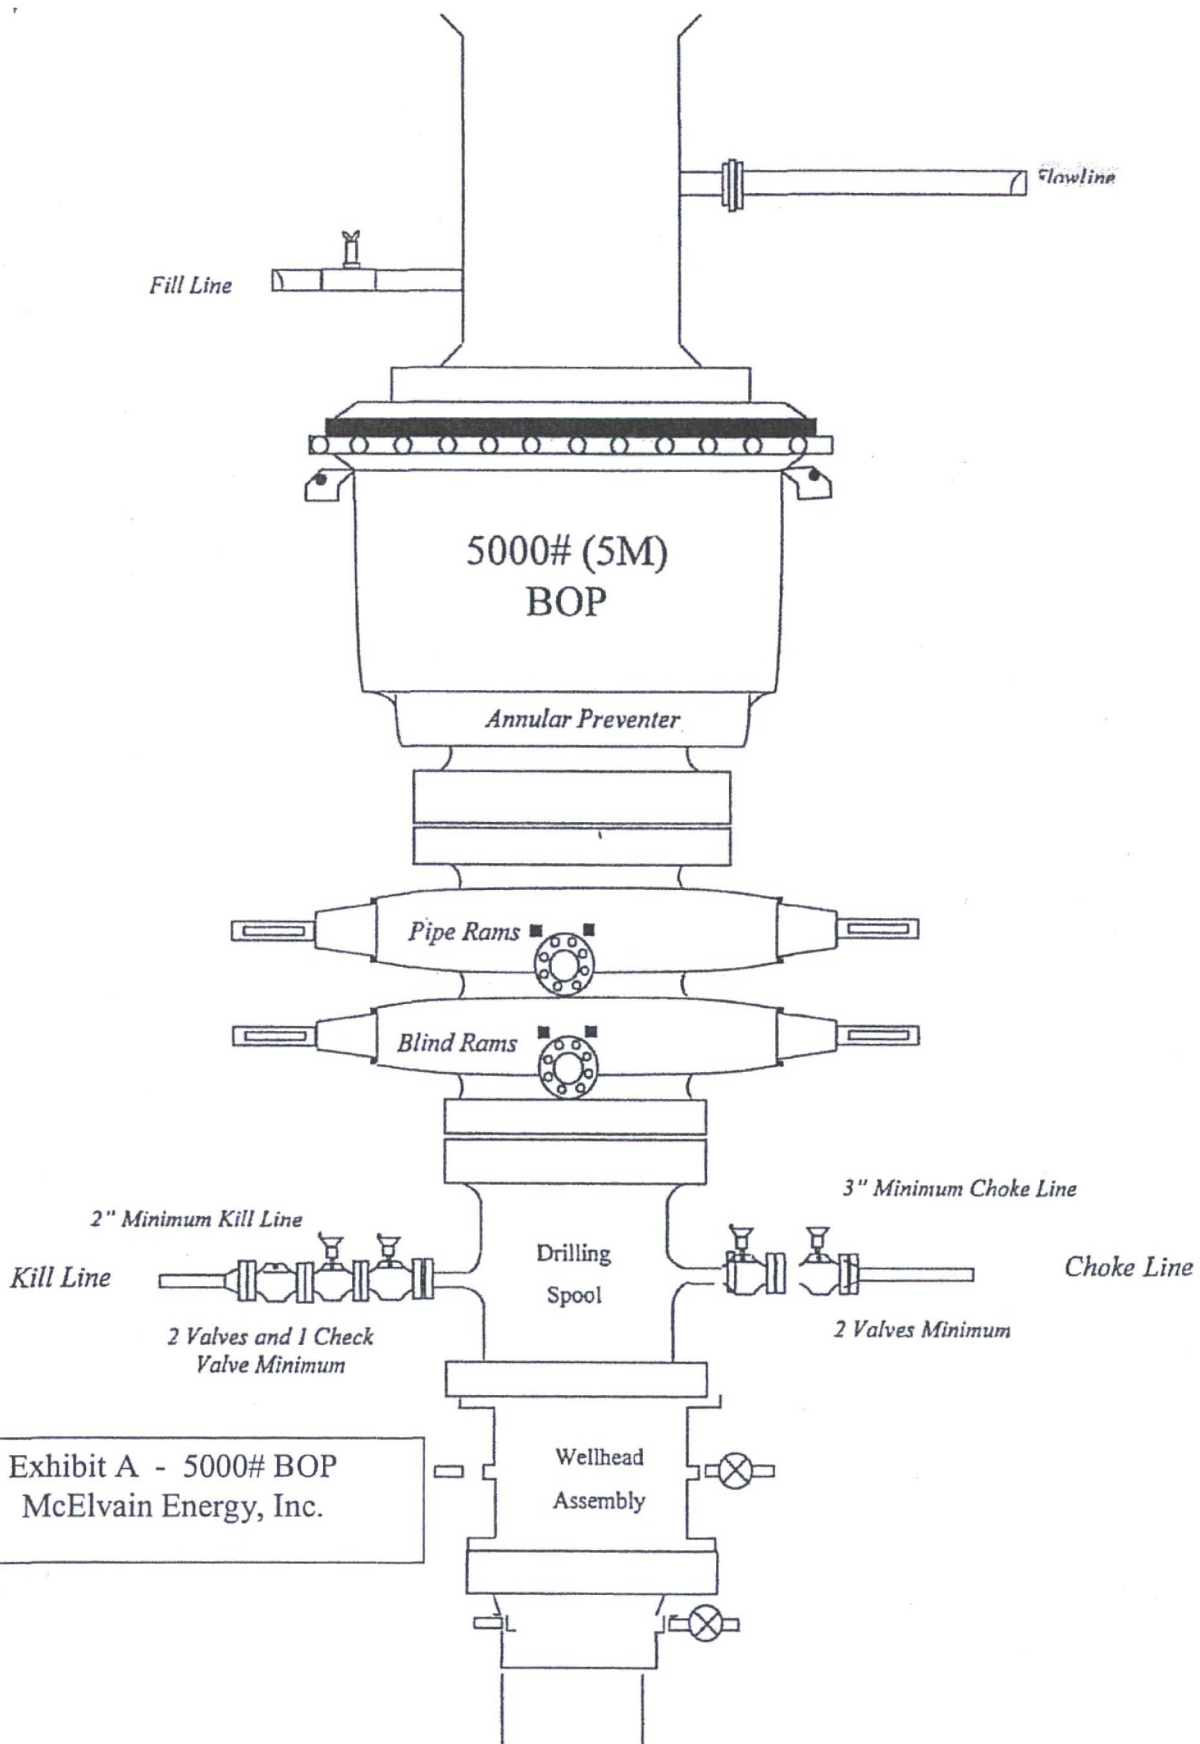 Flowline
Fill Line
5000# (5M)
BOP
Annular Preventer
Pipe Rams
Blind Rams
3" Minimum Choke Line
2" Minimum Kill Line
Drilling
Spool
Kill Line
Choke Line
2 Valves and 1 Check
Valve Minimum
2 Valves Minimum
Wellhead
Assembly
Exhibit A - 5000# BOP
McElvain Energy, Inc.